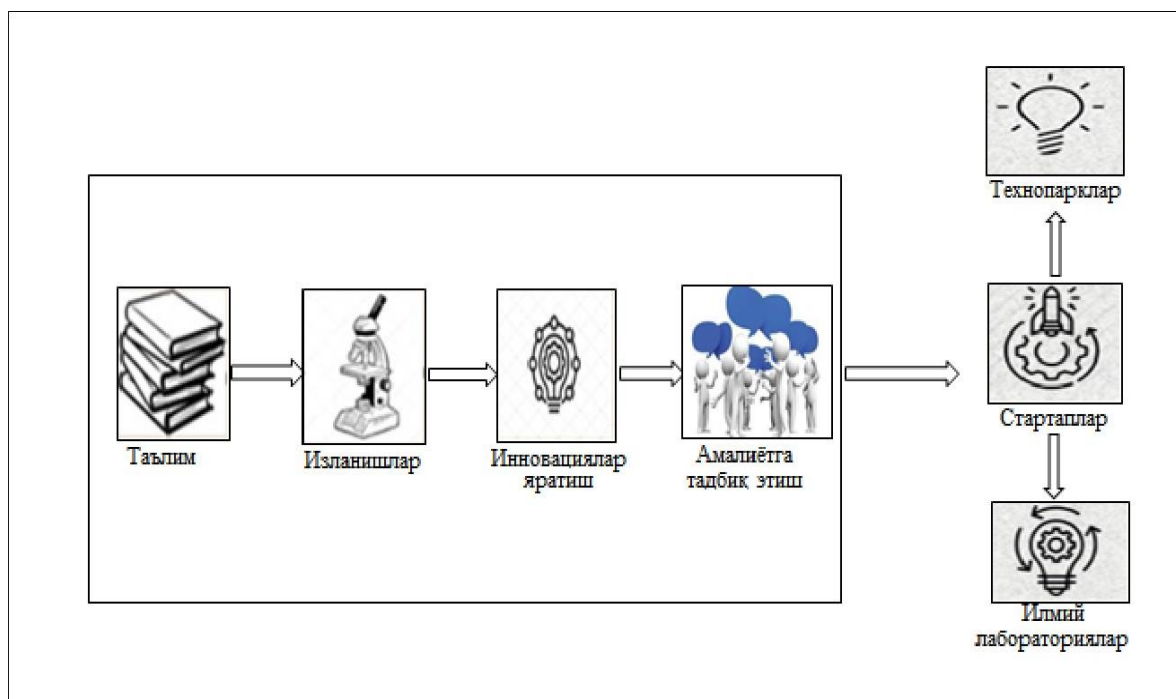 Технопарклар
Таълим
Изланишлар
Инновациялар
яратиш
Амалиётга
тадбиқ этиш
Стартаплар
Илмий
лабораториялар